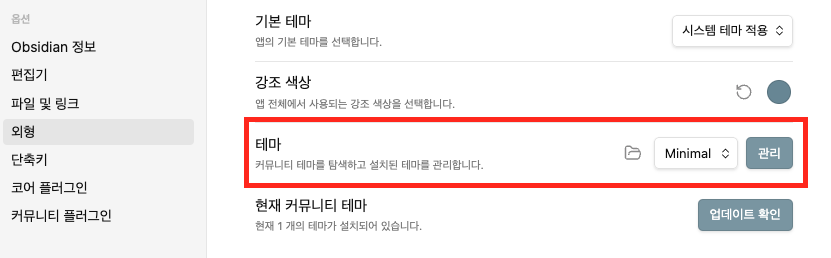 옵션
Obsidian 정보
편집기
파일 및 링크
외형
단축키
코어 플러그인
커뮤니티 플러그인
기본 테마
앱의 기본 테마를 선택합니다.
시스템 테마 적용
강조 색상
앱 전체에서 사용되는 강조 색상을 선택합니다.
테마
커뮤니티 테마를 탐색하고 설치된 테마를 관리합니다.
Minimal
관리
현재 커뮤니티 테마
현재 1 개의 테마가 설치되어 있습니다.
업데이트 확인